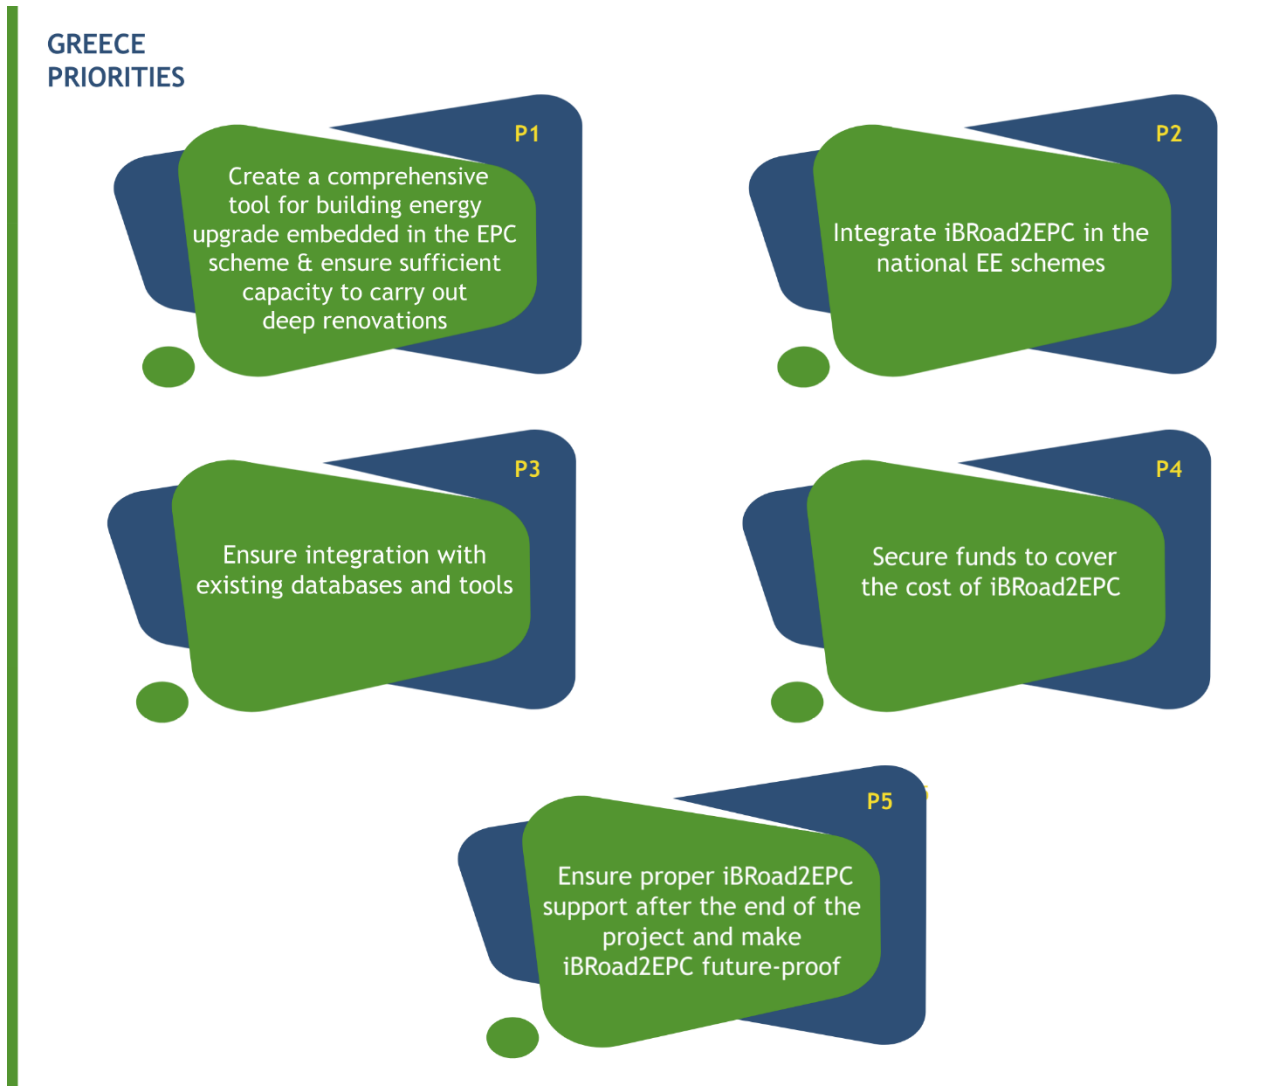 GREECE
PRIORITIES
P1
Create a comprehensive
tool for building energy
upgrade embedded in the EPC
scheme & ensure sufficient
capacity to carry out
deep renovations
P2
Integrate iBRoad2EPC in the
national EE schemes
P3
Ensure integration with
existing databases and tools
P4
Secure funds to cover
the cost of iBRoad2EPC
P5
Ensure proper iBRoad2EPC
support after the end of the
project and make
iBRoad2EPC future-proof